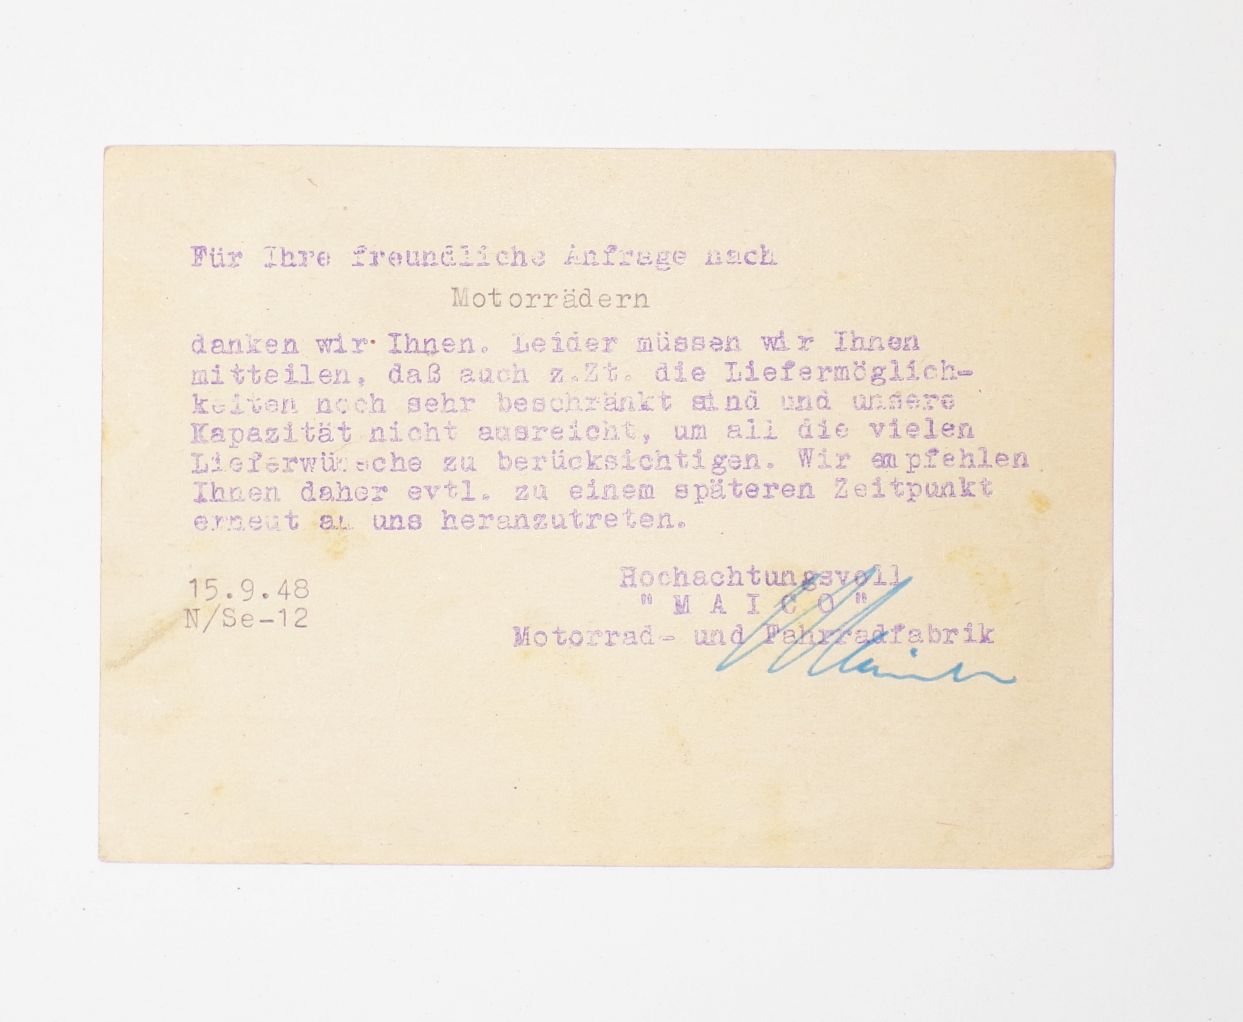 Für Ihre freundliche Anfrage nach
Motorrädern
danken wir Ihnen. Leider müssen wir Ihnen
mitteilen, daß auch z.Zt. die Liefermöglich-
keiten noch sehr beschränkt sind und unsere
Kapazität nicht ausreicht, um all die vielen
Lieferwünsche zu berücksichtigen. Wir empfehlen
Ihnen daher evtl. zu einem späteren Zeitpunkt
erneut an uns heranzutreten.
Hochachtungsvoll
15.9.48
" M A I C O "
N/Se-12
Motorrad- und Fahrradfabrik